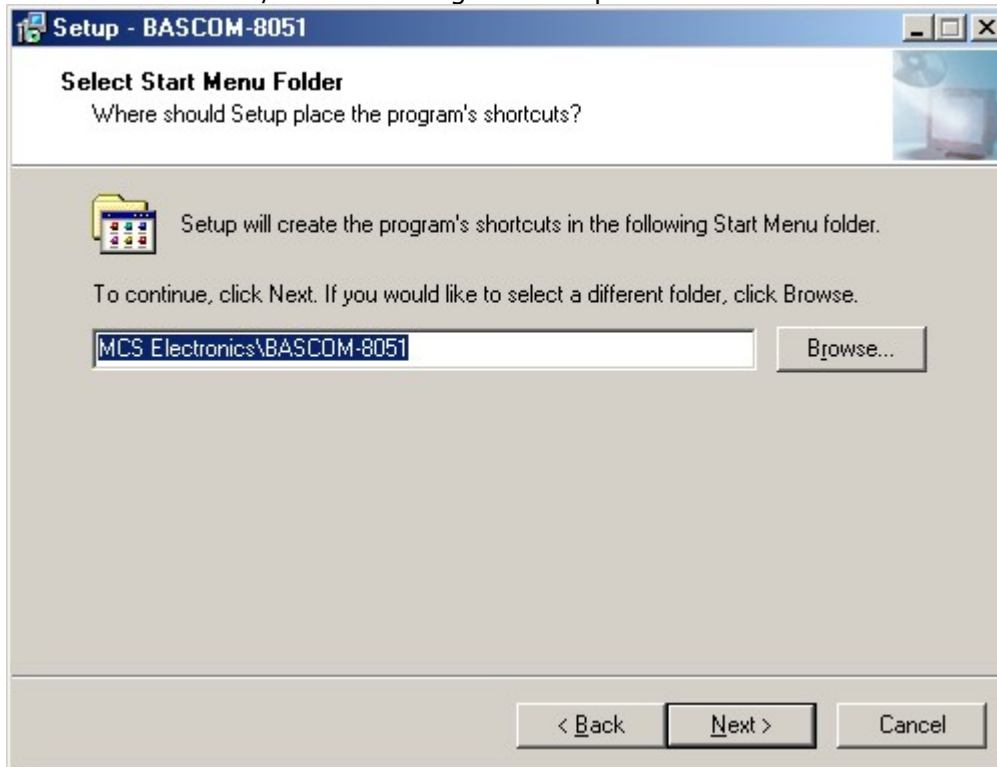 Setup - BASCOM-8051
Select Start Menu Folder
Where should Setup place the program's shortcuts?
Setup will create the program's shortcuts in the following Start Menu folder.
To continue, click Next. If you would like to select a different folder, click Browse.
MCS Electronics\BASCOM-8051
Browse...
< Back
Next >
Cancel